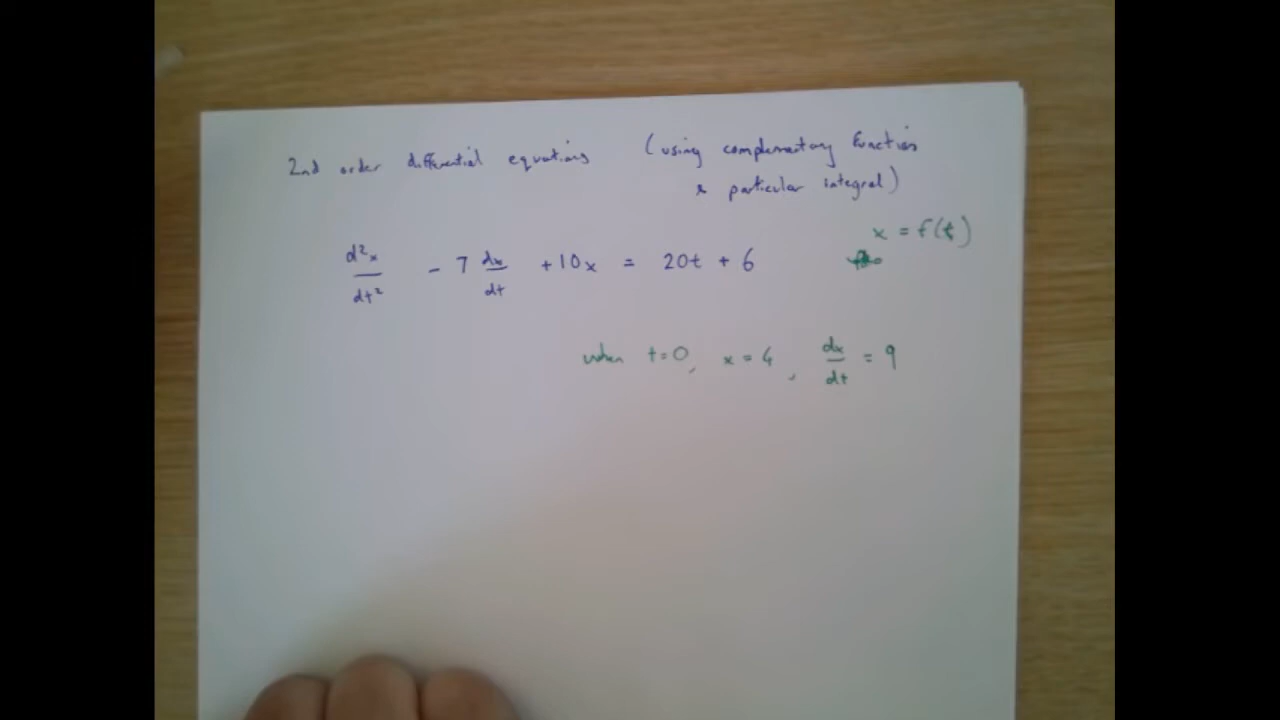 2nd order differential equations (using complementary function
& particular integral)
x = f(t)
d²x/dt² - 7 dx/dt + 10x = 20t + 6
when t=0, x = 4, dx/dt = 9